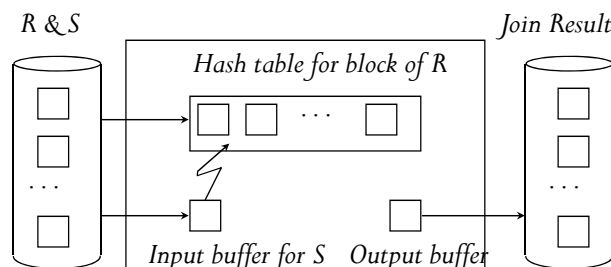 R & S
Join Result
Hash table for block of R
. . .
. . .
. . .
Input buffer for S
Output buffer